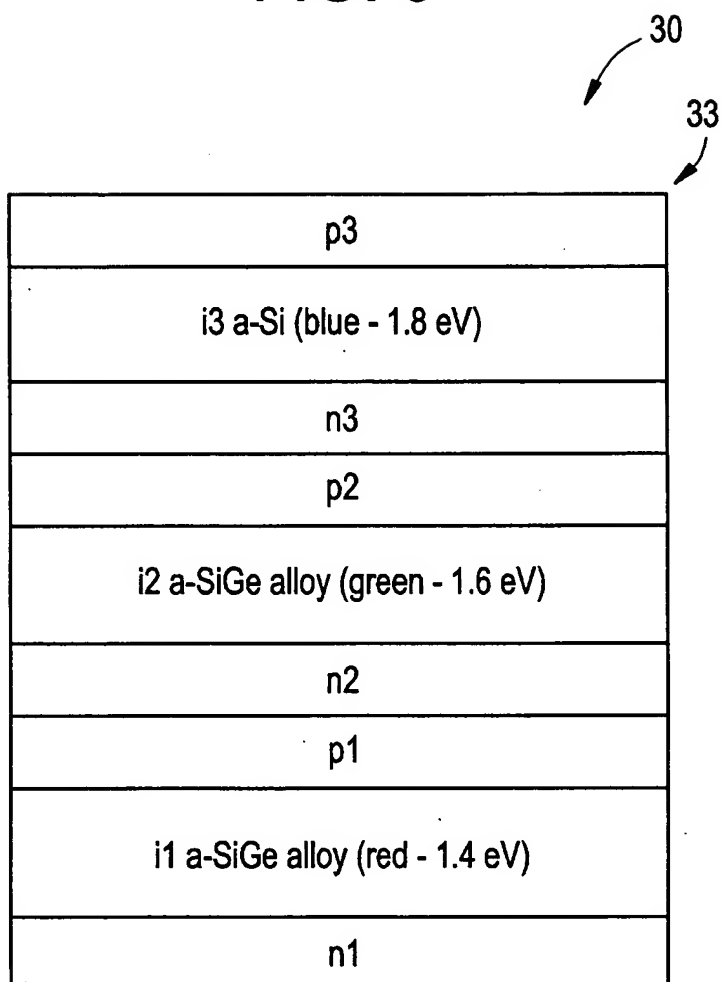 30
33
p3
i3 a-Si (blue - 1.8 eV)
n3
p2
i2 a-SiGe alloy (green - 1.6 eV)
n2
p1
i1 a-SiGe alloy (red - 1.4 eV)
n1